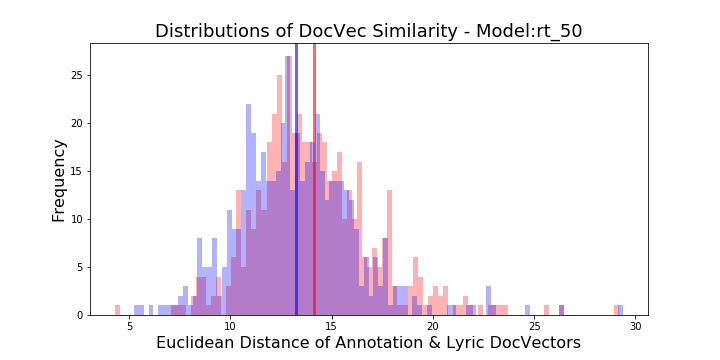 Distributions of DocVec Similarity - Model:rt_50
25
20
15
10
5
0
Frequency
5 10 15 20 25 30
Euclidean Distance of Annotation & Lyric DocVectors